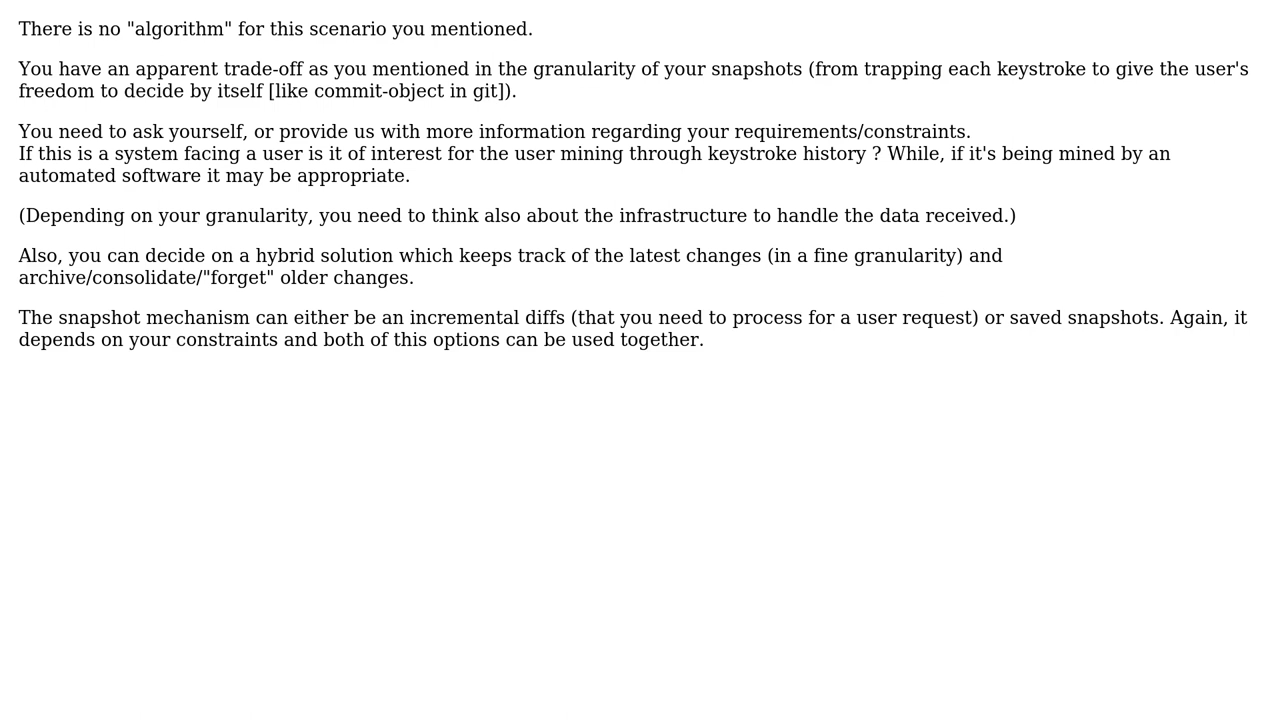 There is no "algorithm" for this scenario you mentioned.
You have an apparent trade-off as you mentioned in the granularity of your snapshots (from trapping each keystroke to give the user's
freedom to decide by itself [like commit-object in git]).
You need to ask yourself, or provide us with more information regarding your requirements/constraints.
If this is a system facing a user is it of interest for the user mining through keystroke history ? While, if it's being mined by an
automated software it may be appropriate.
(Depending on your granularity, you need to think also about the infrastructure to handle the data received.)
Also, you can decide on a hybrid solution which keeps track of the latest changes (in a fine granularity) and
archive/consolidate/"forget" older changes.
The snapshot mechanism can either be an incremental diffs (that you need to process for a user request) or saved snapshots. Again, it
depends on your constraints and both of this options can be used together.